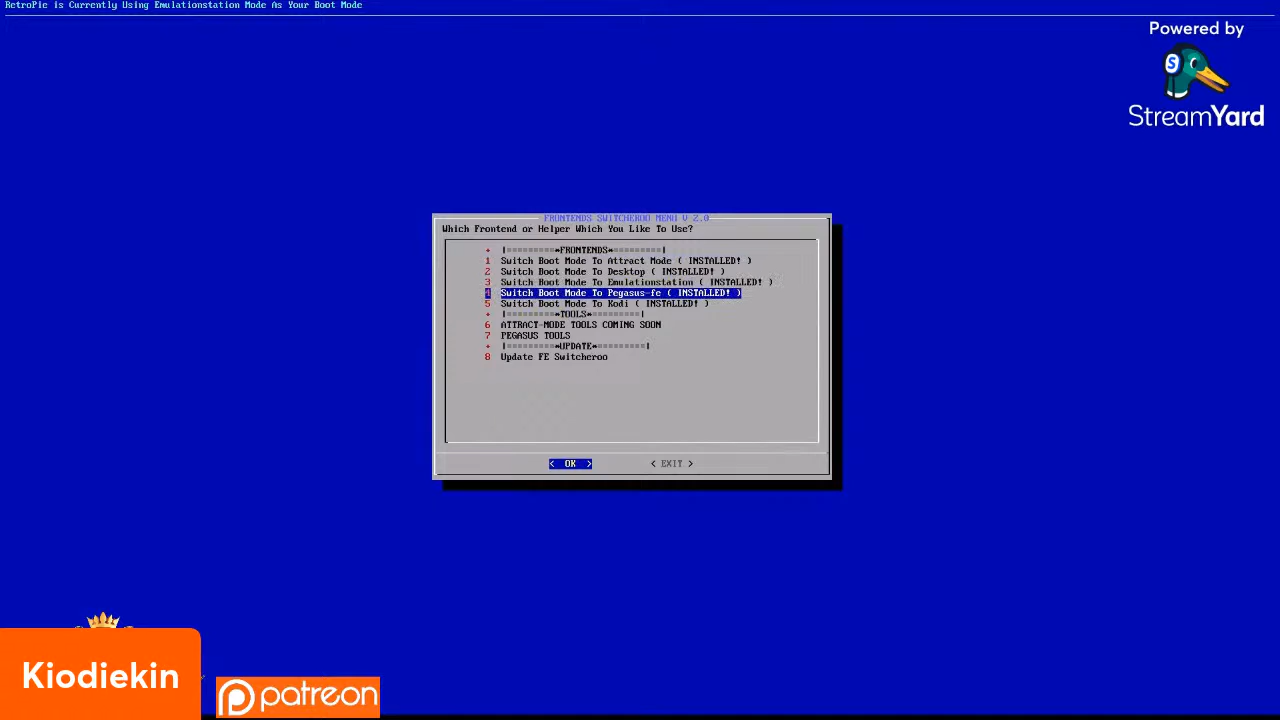 RetroPie is Currently Using Emulationstation Mode As Your Boot Mode
Powered by
S
StreamYard
FRONTENDS SWITCHEROO MENU V 2.0
Which Frontend or Helper Which You Like To Use?
+ |=========*FRONTENDS*=========|
1 Switch Boot Mode To Attract Mode ( INSTALLED! )
2 Switch Boot Mode To Desktop ( INSTALLED! )
3 Switch Boot Mode To Emulationstation ( INSTALLED! )
4 Switch Boot Mode To Pegasus-fe ( INSTALLED! )
5 Switch Boot Mode To Kodi ( INSTALLED! )
+ |=========*TOOLS*=========|
6 ATTRACT-MODE TOOLS COMING SOON
7 PEGASUS TOOLS
+ |=========*UPDATE*=========|
8 Update FE Switcheroo
< OK > < EXIT >
Kiodiekin
patreon